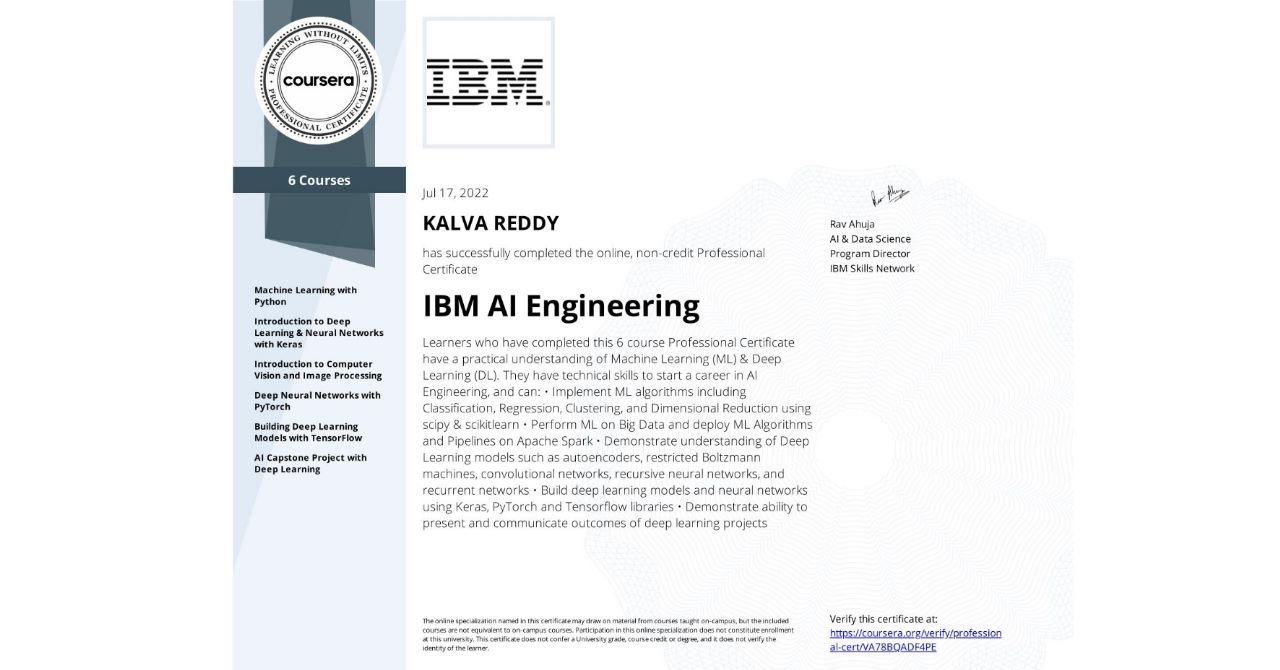 LEARNING WITHOUT LIMITS
coursera
PROFESSIONAL CERTIFICATE
6 Courses
Machine Learning with
Python
Introduction to Deep
Learning & Neural Networks
with Keras
Introduction to Computer
Vision and Image Processing
Deep Neural Networks with
PyTorch
Building Deep Learning
Models with TensorFlow
AI Capstone Project with
Deep Learning
IBM®
Jul 17, 2022
KALVA REDDY
has successfully completed the online, non-credit Professional
Certificate
IBM AI Engineering
Learners who have completed this 6 course Professional Certificate
have a practical understanding of Machine Learning (ML) & Deep
Learning (DL). They have technical skills to start a career in AI
Engineering, and can: • Implement ML algorithms including
Classification, Regression, Clustering, and Dimensional Reduction using
scipy & scikitlearn • Perform ML on Big Data and deploy ML Algorithms
and Pipelines on Apache Spark • Demonstrate understanding of Deep
Learning models such as autoencoders, restricted Boltzmann
machines, convolutional networks, recursive neural networks, and
recurrent networks • Build deep learning models and neural networks
using Keras, PyTorch and Tensorflow libraries • Demonstrate ability to
present and communicate outcomes of deep learning projects
Rav Ahuja
AI & Data Science
Program Director
IBM Skills Network
The online specialization named in this certificate may draw on material from courses taught on-campus, but the included
courses are not equivalent to on-campus courses. Participation in this online specialization does not constitute enrollment
at this university. This certificate does not confer a University grade, course credit or degree, and it does not verify the
identity of the learner.
Verify this certificate at:
https://coursera.org/verify/profession
al-cert/VA78BQADF4PE